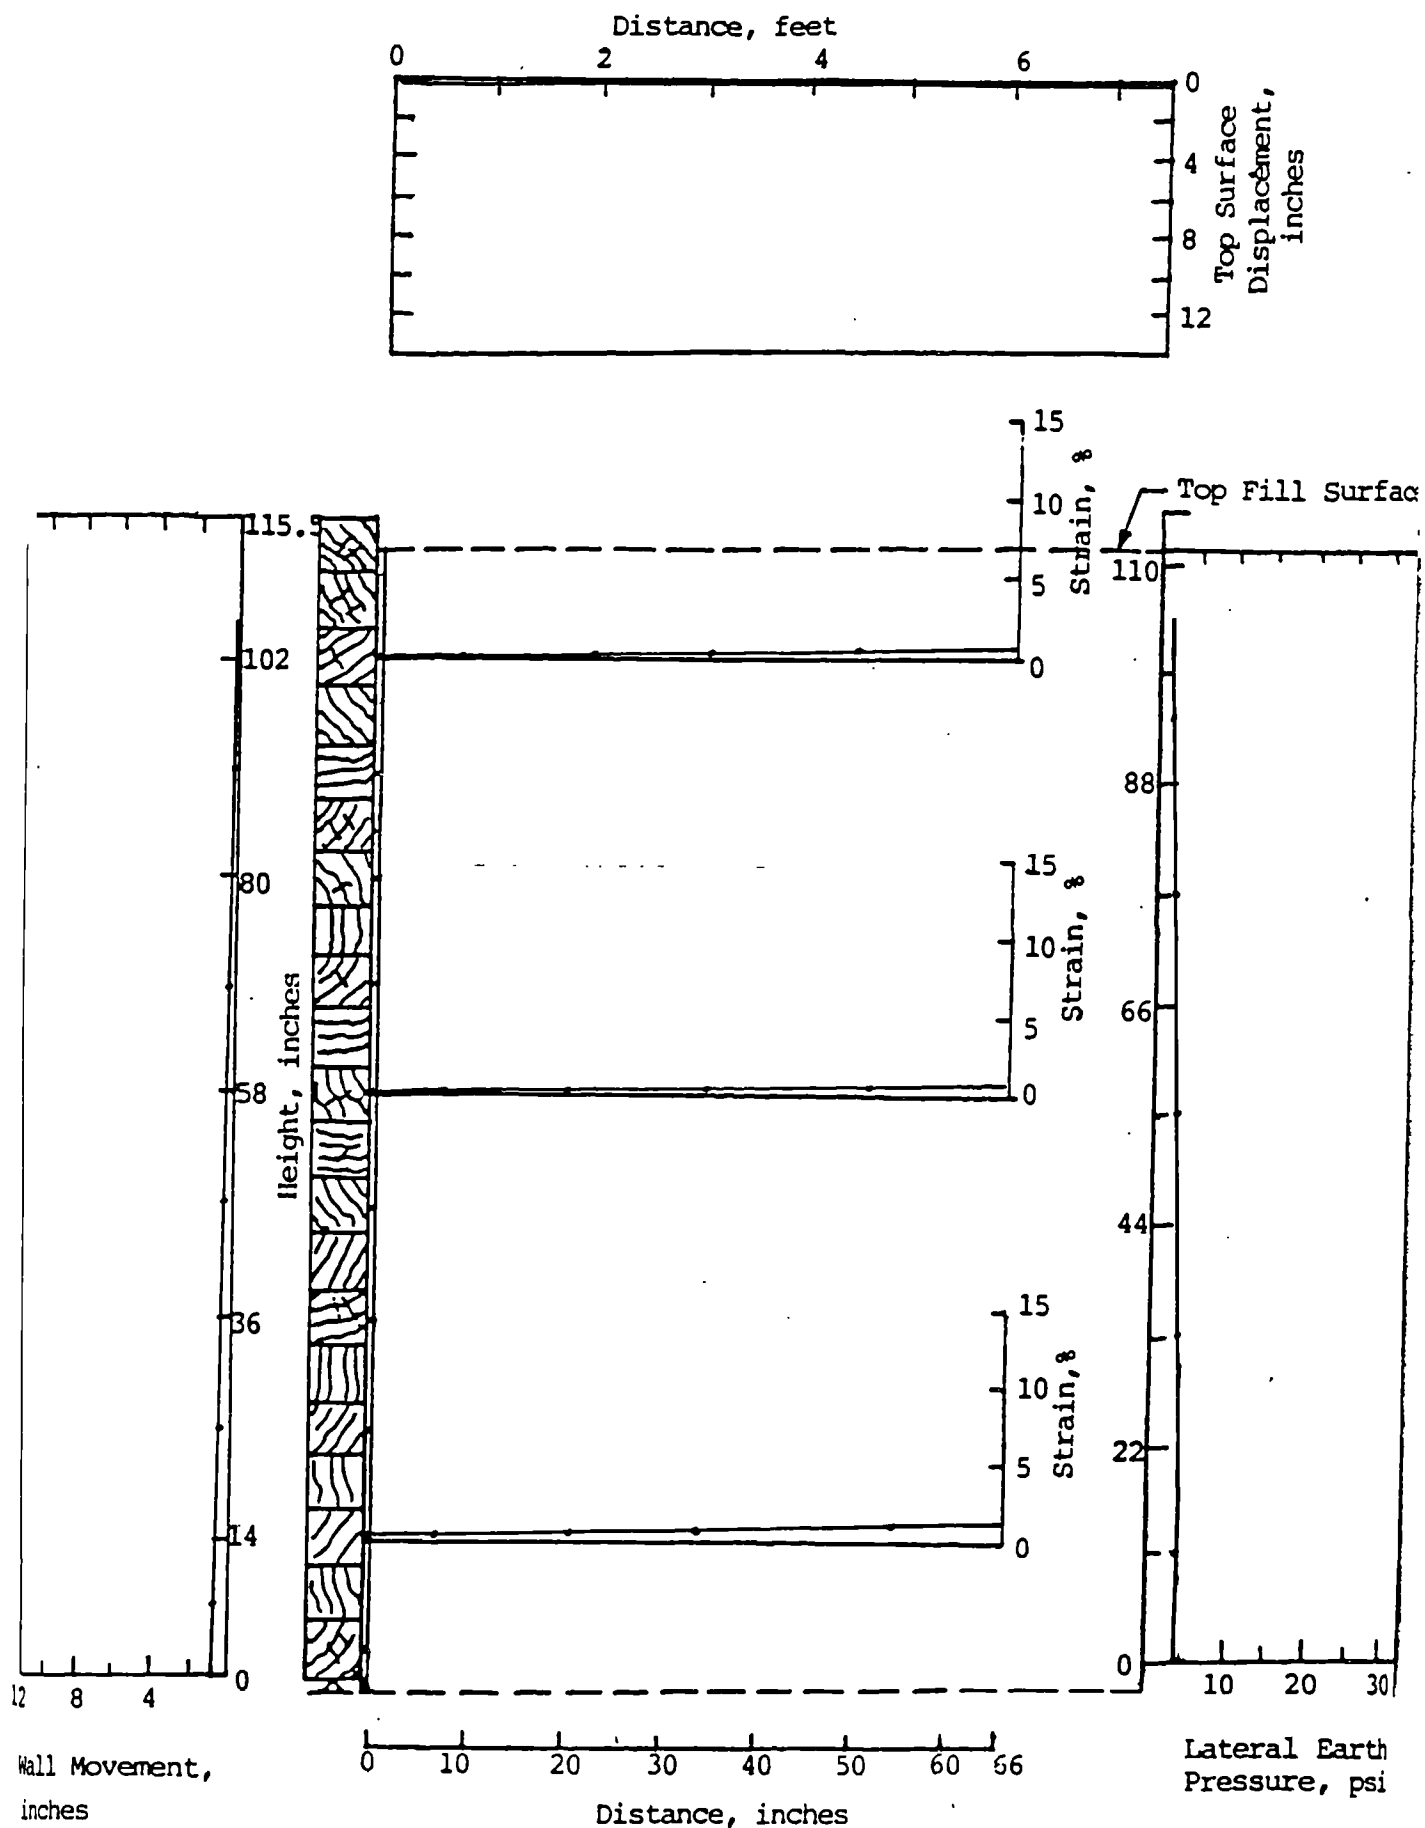 Distance, feet
0 2 4 6
0
4
8
12
Top Surface
Displacement,
inches
15
10
5
0
Strain, %
Top Fill Surfac
115.5
102
80
58
36
14
0
Height, inches
15
10
5
0
Strain, %
15
10
5
0
Strain,%
110
88
66
44
22
0
12 8 4
10 20 30
0 10 20 30 40 50 60 66
Wall Movement,
inches
Distance, inches
Lateral Earth
Pressure, psi